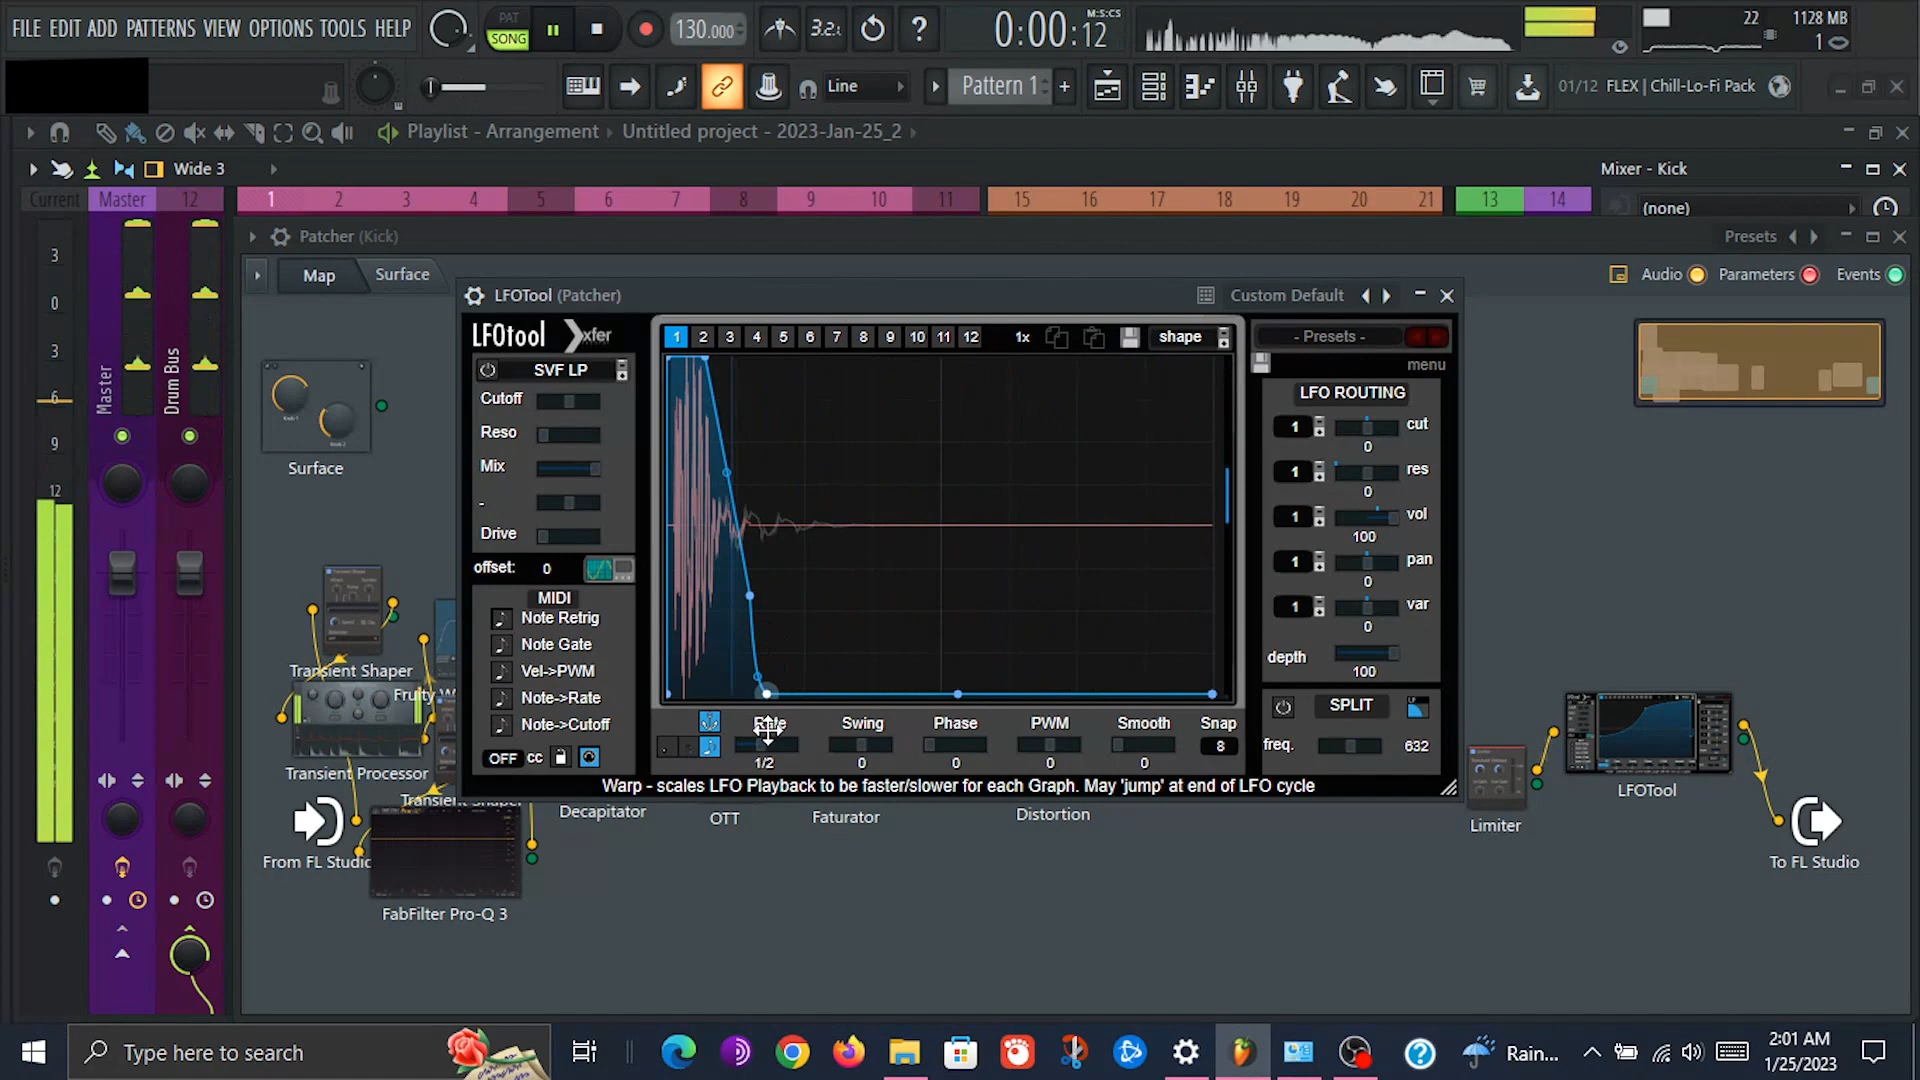 FILE EDIT ADD PATTERNS VIEW OPTIONS TOOLS HELP
PAT
SONG
130.000
3.2.
?
0:00:12
M:S:CS
22
1128 MB
1
Line
Pattern 1
+
01/12 FLEX | Chill-Lo-Fi Pack
Playlist - Arrangement
Untitled project - 2023-Jan-25_2
Wide 3
Mixer - Kick
Current
Master
12
1 2 3 4 5 6 7 8 9 10 11 15 16 17 18 19 20 21 13 14
(none)
Patcher (Kick)
Presets
Map
Surface
Audio
Parameters
Events
3
0
3
6
9
12
Master
Drum Bus
LFOTool (Patcher)
Custom Default
LFOtool
xfer
1 2 3 4 5 6 7 8 9 10 11 12
1x
shape
- Presets -
menu
SVF LP
Cutoff
Reso
Mix
-
Drive
offset: 0
MIDI
Note Retrig
Note Gate
Vel->PWM
Note->Rate
Note->Cutoff
OFF cc
LFO ROUTING
1 cut
0
1 res
0
1 vol
100
1 pan
0
1 var
0
depth
100
SPLIT
freq. 632
Rate Swing Phase PWM Smooth Snap
1/2 0 0 0 0 8
Warp - scales LFO Playback to be faster/slower for each Graph. May 'jump' at end of LFO cycle
Surface
Transient Shaper
Transient Processor
From FL Studio
FabFilter Pro-Q 3
Decapitator
OTT
Faturator
Distortion
Limiter
LFOTool
To FL Studio
Type here to search
Rain...
2:01 AM
1/25/2023